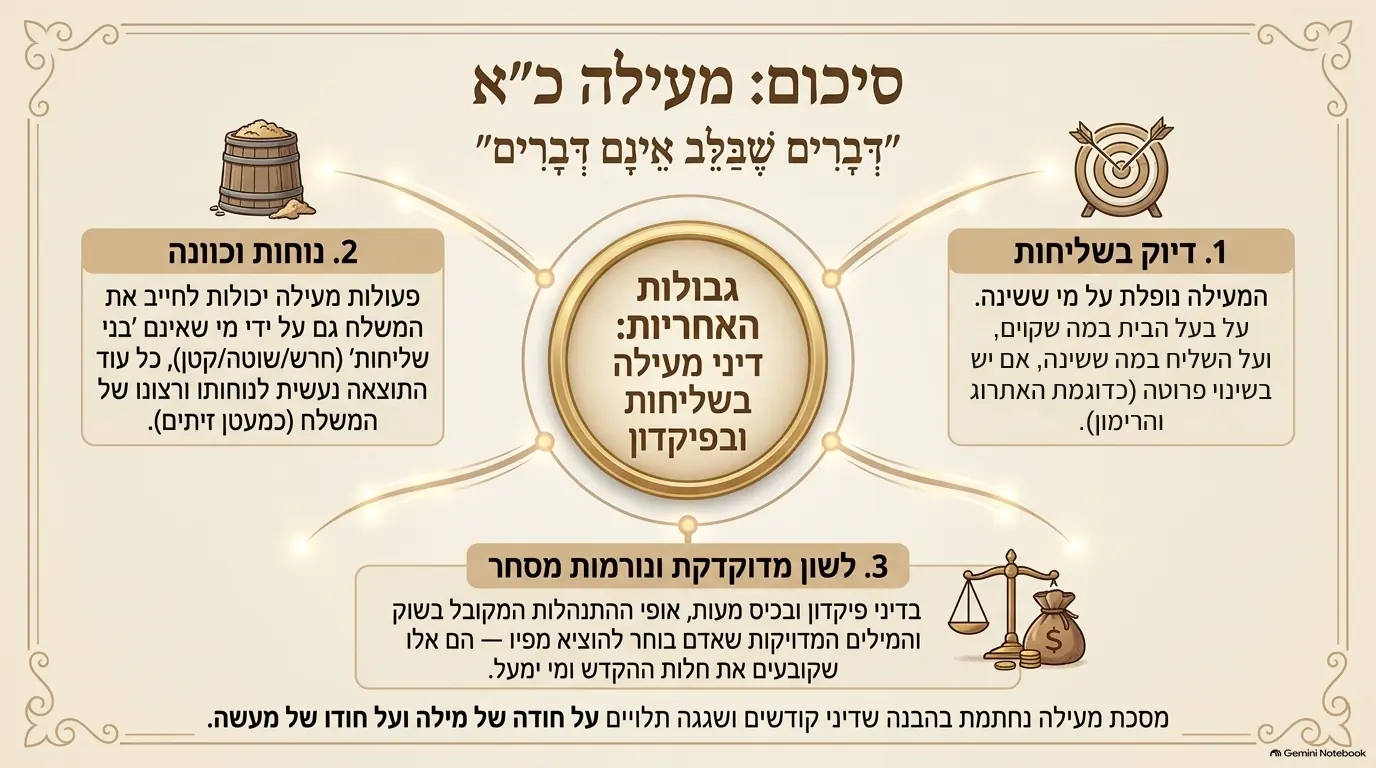 סיכום: מעילה כ"א
"דְּבָרִים שֶׁבַּלֵּב אֵינָם דְּבָרִים"
גבולות
האחריות:
דיני מעילה
בשליחות
ובפיקדון
1. דיוק בשליחות
המעילה נופלת על מי ששינה.
על בעל הבית במה שקוים,
ועל השליח במה ששינה, אם יש
בשינוי פרוטה (כדוגמת האתרוג
והרימון).
2. נוחות וכוונה
פעולות מעילה יכולות לחייב את
המשלח גם על ידי מי שאינם 'בני
שליחות' (חרש/שוטה/קטן), כל עוד
התוצאה נעשית לנוחותו ורצונו של
המשלח (כמעטן זיתים).
3. לשון מדוקדקת ונורמות מסחר
בדיני פיקדון ובכיס מעות, אופי ההתנהלות המקובל בשוק
והמילים המדויקות שאדם בוחר להוציא מפיו — הם אלו
שקובעים את חלות ההקדש ומי ימעל.
$
מסכת מעילה נחתמת בהבנה שדיני קודשים ושגגה תלויים על חודה של מילה ועל חודו של מעשה.
Gemini Notebook